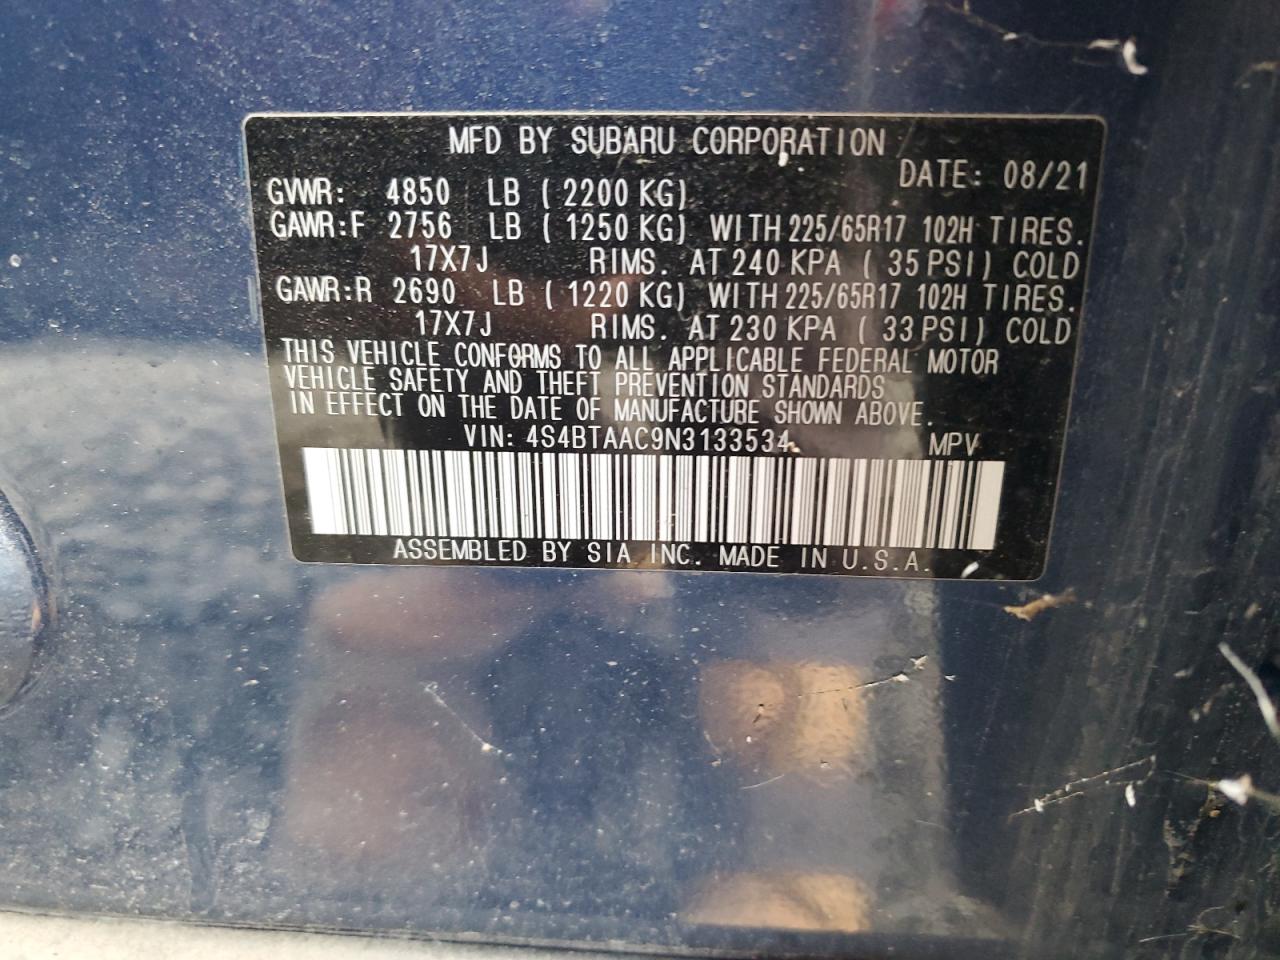 MFD BY SUBARU CORPORATION
DATE: 08/21
GVWR: 4850 LB ( 2200 KG)
GAWR:F 2756 LB ( 1250 KG) WITH 225/65R17 102H TIRES.
17X7J RIMS. AT 240 KPA ( 35 PSI) COLD
GAWR:R 2690 LB ( 1220 KG) WITH 225/65R17 102H TIRES.
17X7J RIMS. AT 230 KPA ( 33 PSI) COLD
THIS VEHICLE CONFORMS TO ALL APPLICABLE FEDERAL MOTOR
VEHICLE SAFETY AND THEFT PREVENTION STANDARDS
IN EFFECT ON THE DATE OF MANUFACTURE SHOWN ABOVE.
VIN: 4S4BTAAC9N3133534 MPV
ASSEMBLED BY SIA INC. MADE IN U.S.A.